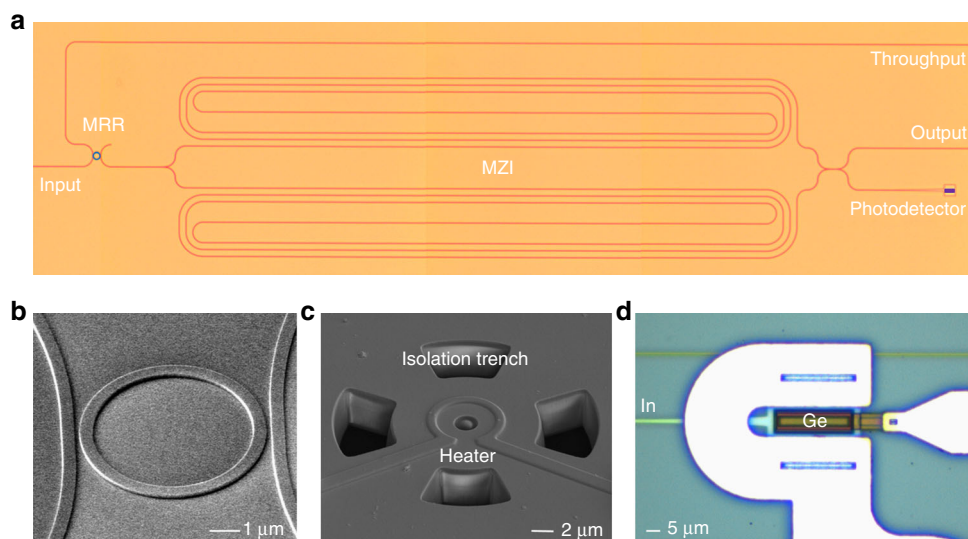 a
Throughput
MRR
Output
Input
MZI
Photodetector
b
c
d
Isolation trench
In
Ge
Heater
1 μm
2 μm
5 μm